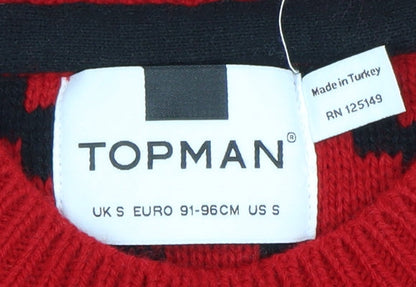 TOPMAN®
UK S EURO 91-96CM US S
Made in Turkey
RN 125149